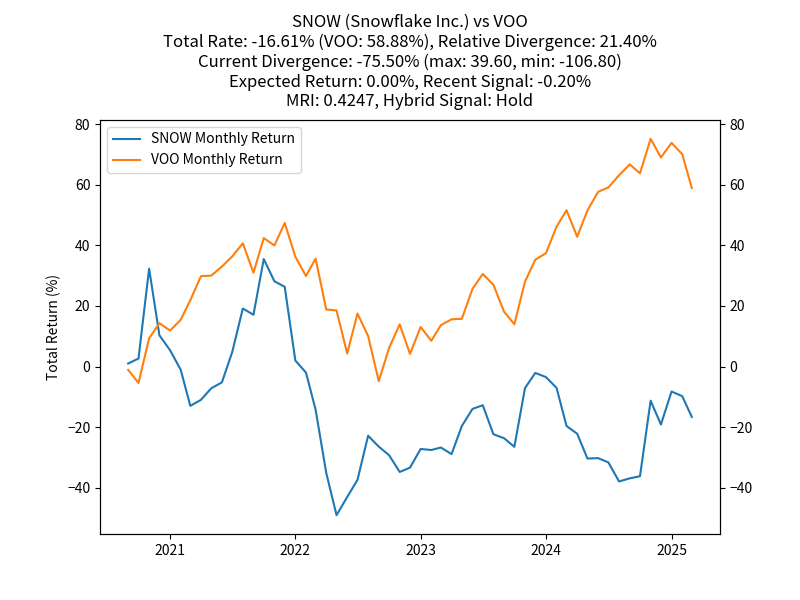 SNOW (Snowflake Inc.) vs VOO
Total Rate: -16.61% (VOO: 58.88%), Relative Divergence: 21.40%
Current Divergence: -75.50% (max: 39.60, min: -106.80)
Expected Return: 0.00%, Recent Signal: -0.20%
MRI: 0.4247, Hybrid Signal: Hold
SNOW Monthly Return
VOO Monthly Return
Total Return (%)
80
60
40
20
0
−20
−40
80
60
40
20
0
−20
−40
2021
2022
2023
2024
2025